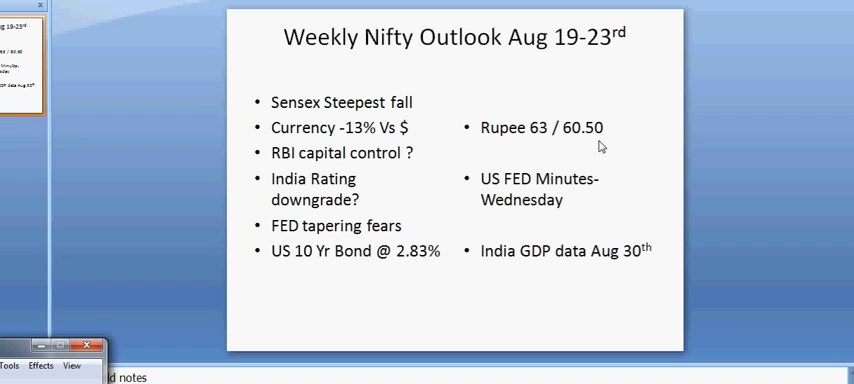 Weekly Nifty Outlook Aug 19-23rd
• Sensex Steepest fall
• Currency -13% Vs $
• RBI capital control ?
• India Rating
downgrade?
• FED tapering fears
• US 10 Yr Bond @ 2.83%
• Rupee 63 / 60.50
• US FED Minutes-
Wednesday
• India GDP data Aug 30th
Tools Effects View
notes